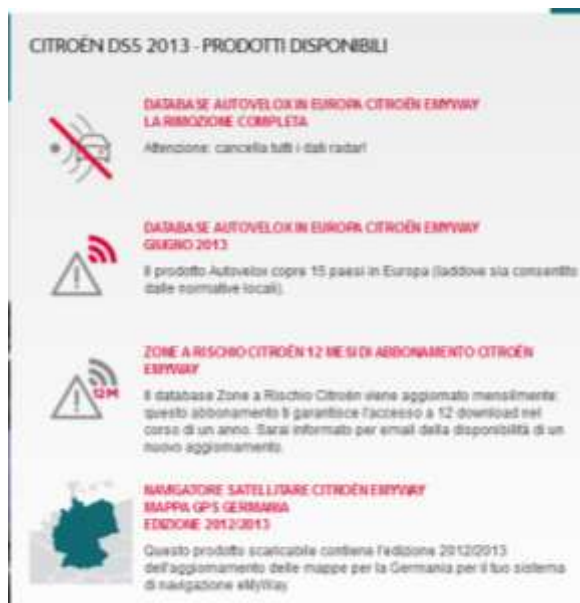 CITROËN DS5 2013 - PRODOTTI DISPONIBILI
DATABASE AUTOVELOX IN EUROPA CITROËN EMYWAY
LA RIMOZIONE COMPLETA
Attenzione: cancella tutti i dati radar!
DATABASE AUTOVELOX IN EUROPA CITROËN EMYWAY
GIUGNO 2013
Il prodotto Autovelox copre 15 paesi in Europa (laddove sia consentito
dalle normative locali).
12M
ZONE A RISCHIO CITROËN 12 MESI DI ABBONAMENTO CITROËN
EMYWAY
Il database Zone a Rischio Citroën viene aggiornato mensilmente:
questo abbonamento ti garantisce l'accesso a 12 download nel
corso di un anno. Sarai informato per email della disponibilità di un
nuovo aggiornamento.
NAVIGATORE SATELLITARE CITROËN EMYWAY
MAPPA GPS GERMANIA
EDIZIONE 2012/2013
Questo prodotto scaricabile contiene l'edizione 2012/2013
dell'aggiornamento delle mappe per la Germania per il tuo sistema
di navigazione eMyWay.